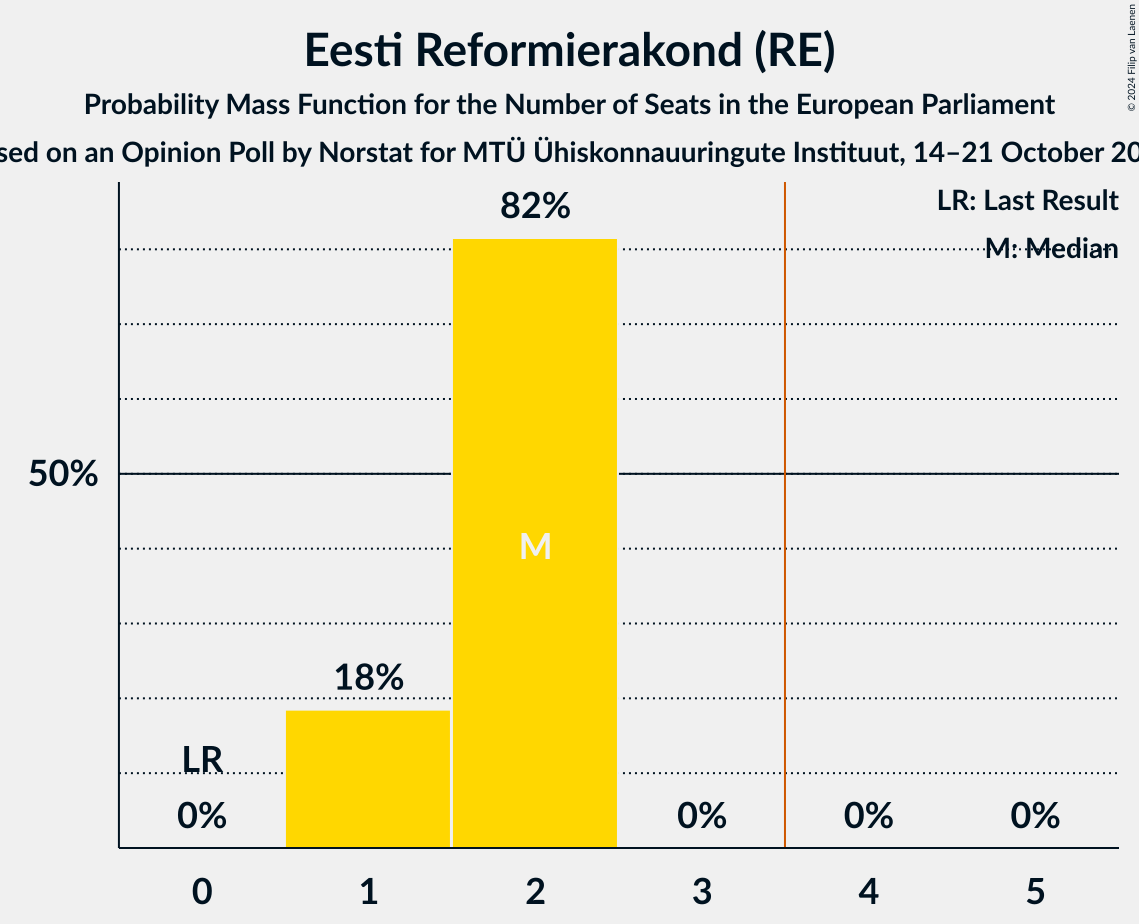 Eesti Reformierakond (RE)
Probability Mass Function for the Number of Seats in the European Parliament
on an Opinion Poll by Norstat for MTÜ Ühiskonnauuringute Instituut, 14–21 October
© 2024 Filip van Laenen
LR: Last Result
M: Median
82%
50%
M
18%
LR
0%
0%
0%
0%
0 1 2 3 4 5